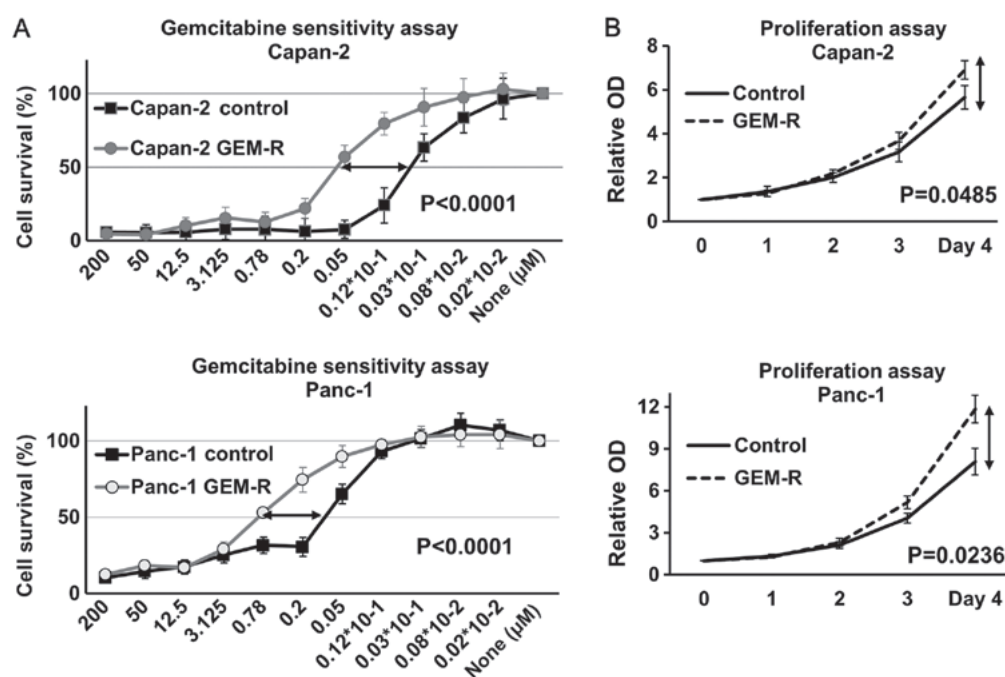 A
Gemcitabine sensitivity assay
Capan-2
Cell survival (%)
100
50
0
Capan-2 control
Capan-2 GEM-R
P<0.0001
200
50
12.5
3.125
0.78
0.2
0.05
0.12*10-1
0.03*10-1
0.08*10-2
0.02*10-2
None (μM)
B
Proliferation assay
Capan-2
Relative OD
8
6
4
2
0
Control
GEM-R
P=0.0485
0 1 2 3 Day 4
Gemcitabine sensitivity assay
Panc-1
Cell survival (%)
100
50
0
Panc-1 control
Panc-1 GEM-R
P<0.0001
200
50
12.5
3.125
0.78
0.2
0.05
0.12*10-1
0.03*10-1
0.08*10-2
0.02*10-2
None (μM)
Proliferation assay
Panc-1
Relative OD
12
9
6
3
0
Control
GEM-R
P=0.0236
0 1 2 3 Day 4